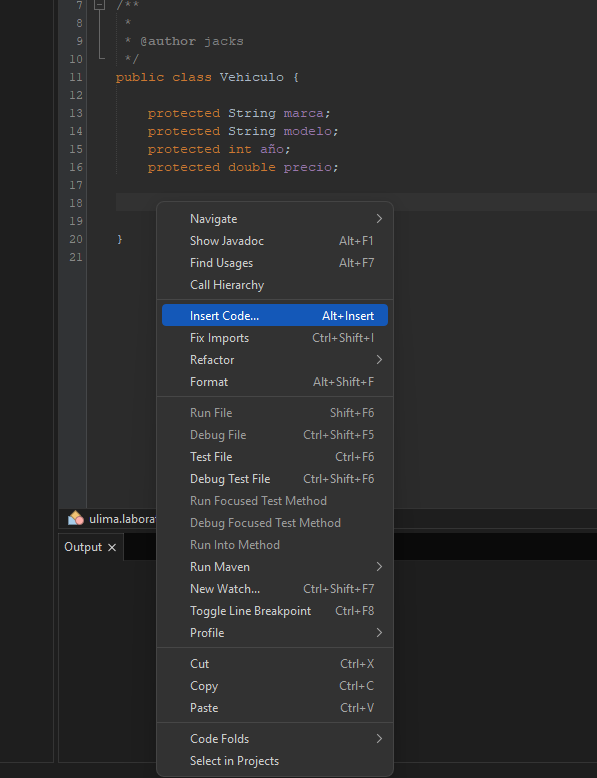 7 /**
8 *
9 * @author jacks
10 */
11 public class Vehiculo {
12
13 protected String marca;
14 protected String modelo;
15 protected int año;
16 protected double precio;
17
18
19
20 }
21
Navigate
Show Javadoc Alt+F1
Find Usages Alt+F7
Call Hierarchy
Insert Code... Alt+Insert
Fix Imports Ctrl+Shift+I
Refactor
Format Alt+Shift+F
Run File Shift+F6
Debug File Ctrl+Shift+F5
Test File Ctrl+F6
Debug Test File Ctrl+Shift+F6
Run Focused Test Method
Debug Focused Test Method
ulima.labora
Run Into Method
Output
Run Maven
New Watch... Ctrl+Shift+F7
Toggle Line Breakpoint Ctrl+F8
Profile
Cut Ctrl+X
Copy Ctrl+C
Paste Ctrl+V
Code Folds
Select in Projects